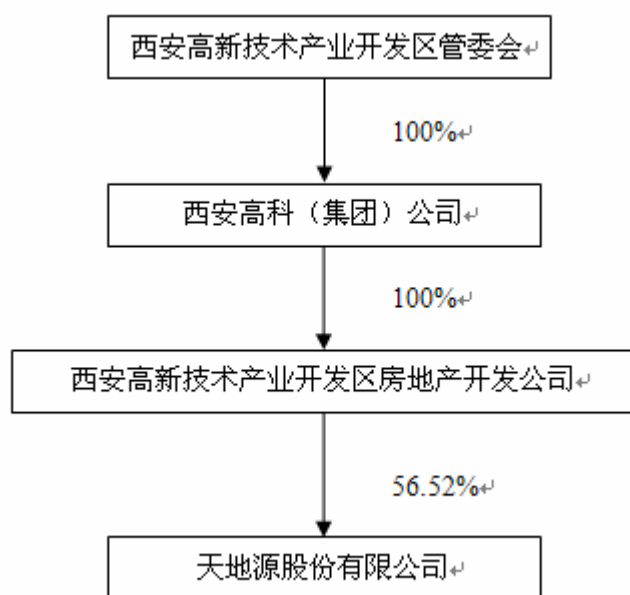 西安高新技术产业开发区管委会
100%
西安高科（集团）公司
100%
西安高新技术产业开发区房地产开发公司
56.52%
天地源股份有限公司